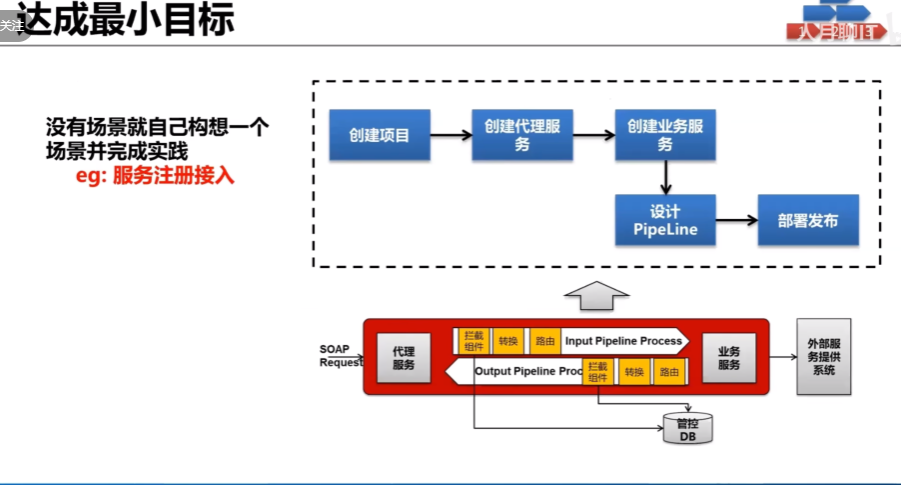 关注
达成最小目标
人月聊IT
没有场景就自己构想一个
场景并完成实践
eg: 服务注册接入
创建项目
创建代理服
务
创建业务服
务
设计
PipeLine
部署发布
SOAP
Request
代理
服务
拦截
组件
转换
路由
Input Pipeline Process
Output Pipeline Proc
拦截
组件
转换
路由
业务
服务
外部服
务提供
系统
管控
DB